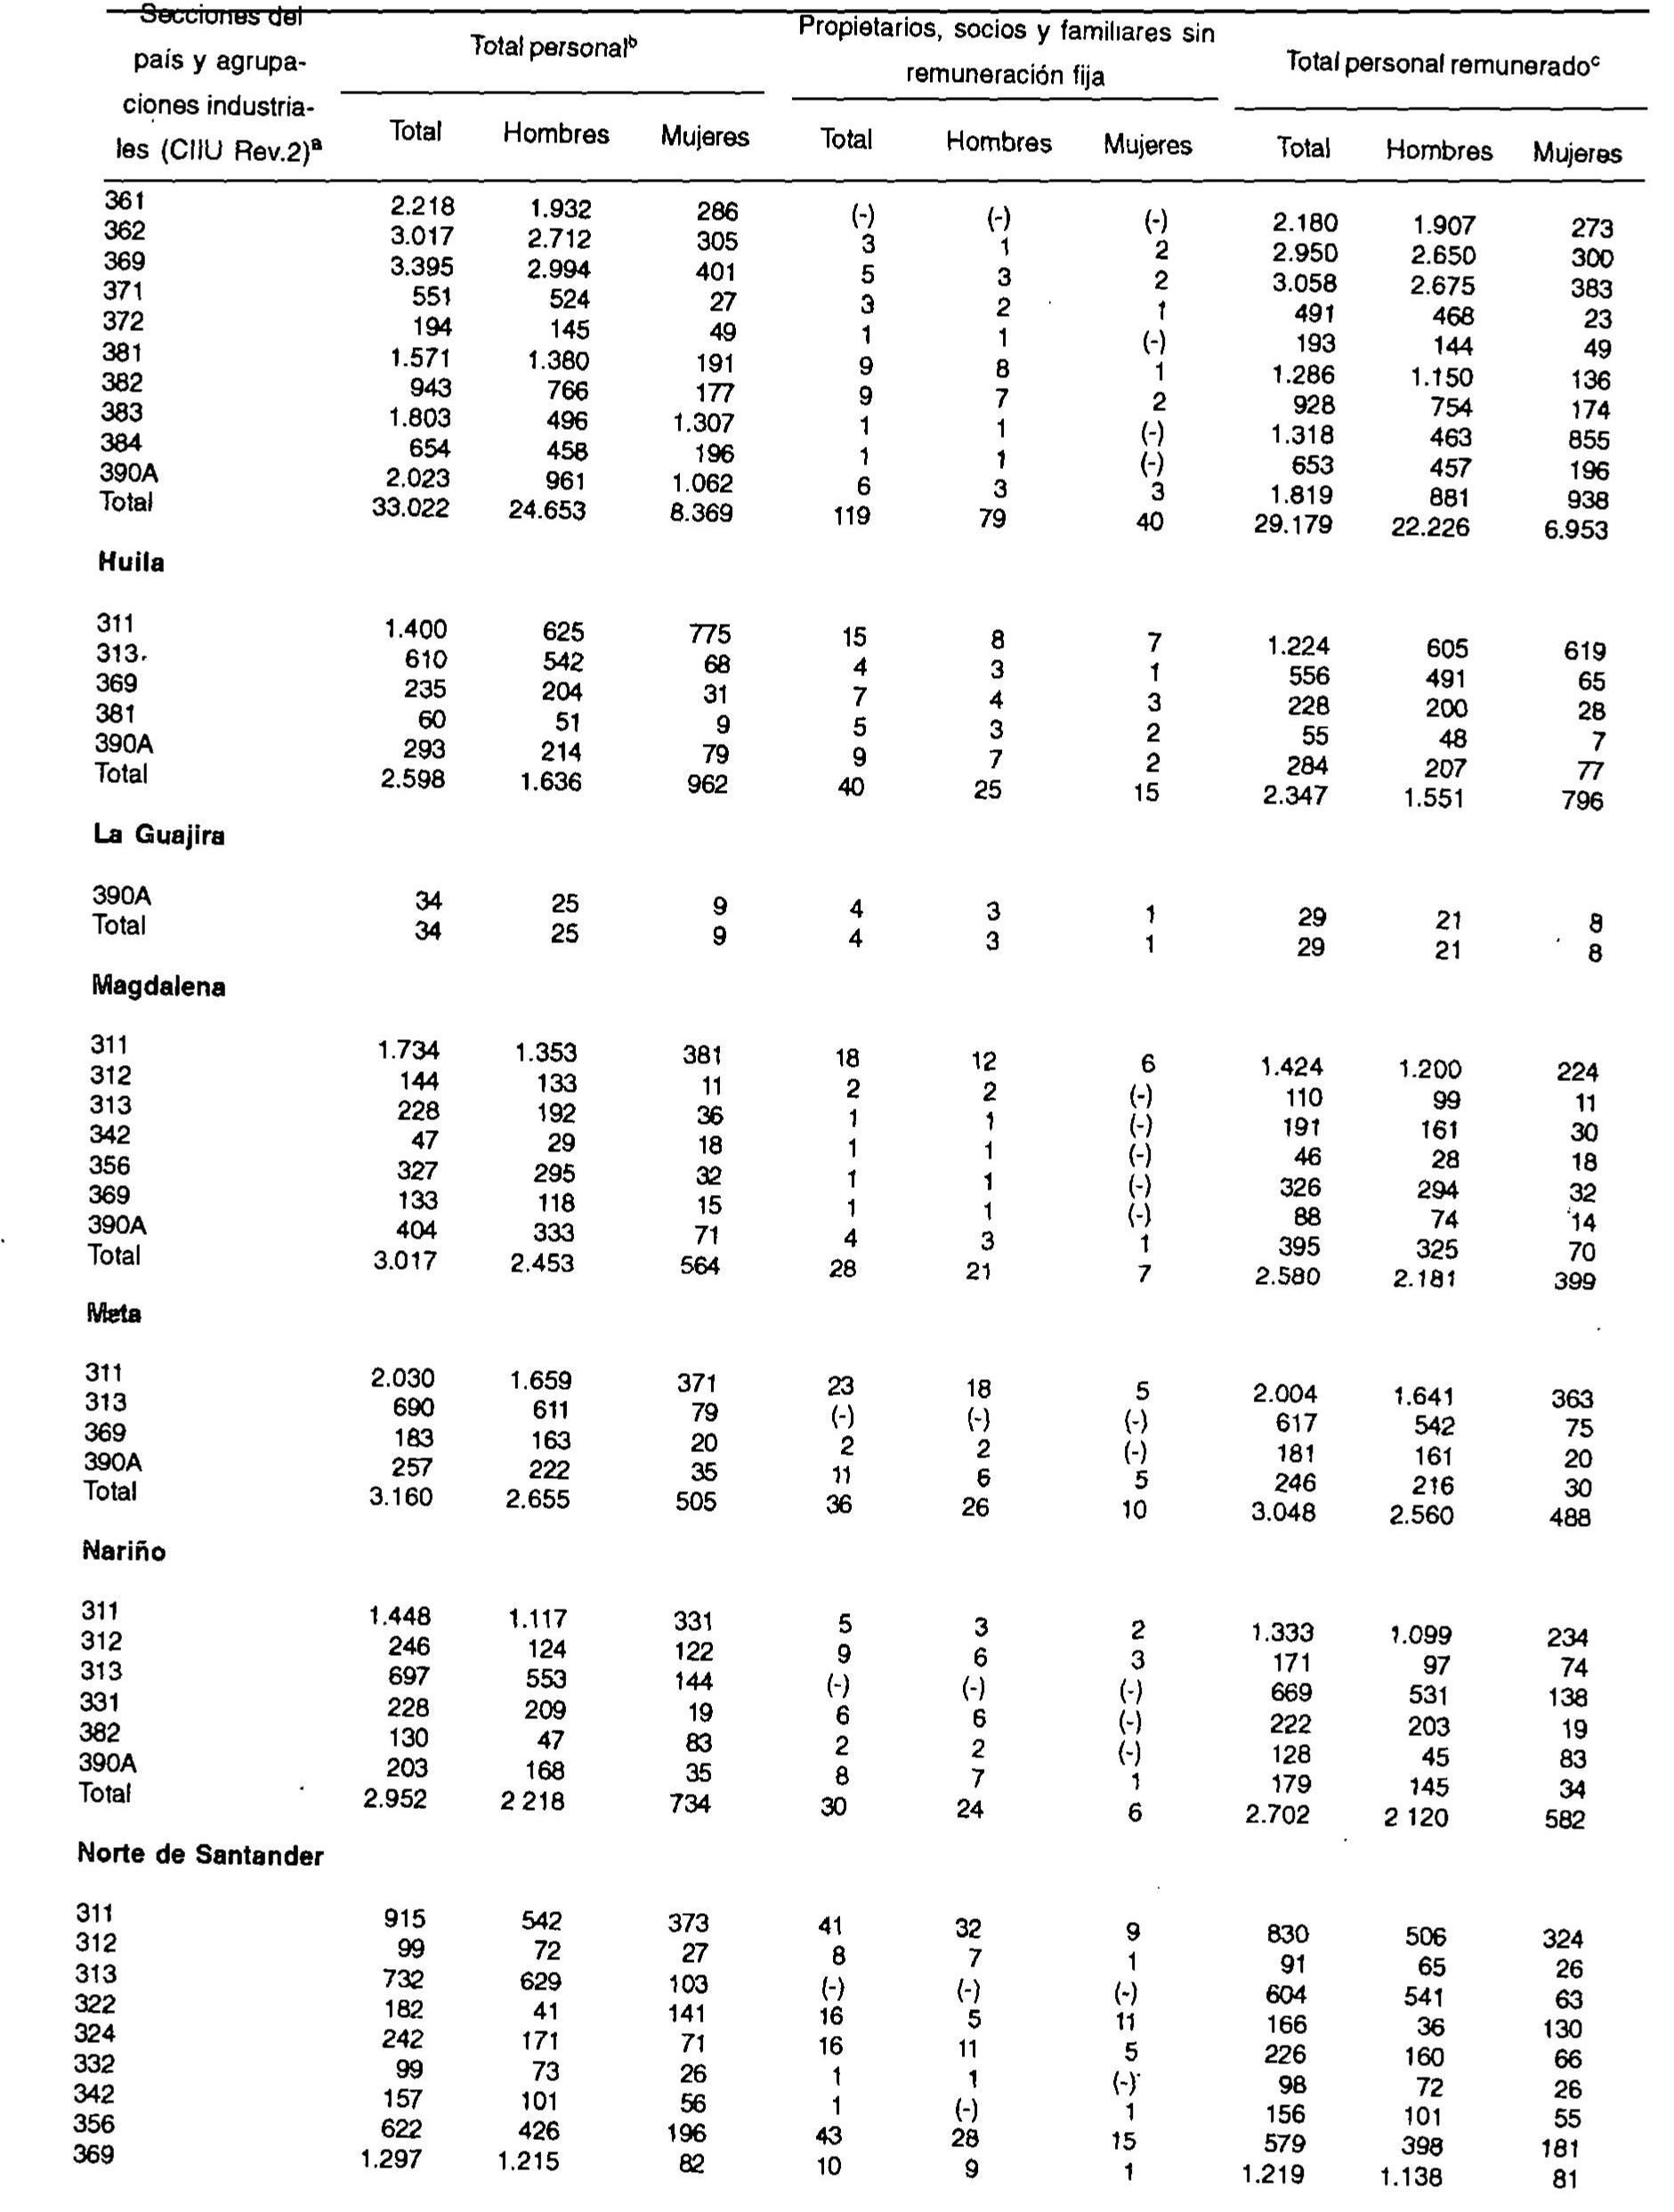 Secciones del
país y agrupa-
ciones industria-
les (CIIU Rev.2)ª
Total personalᵇ
Propietarios, socios y familiares sin
remuneración fija
Total personal remuneradoᶜ
Total Hombres Mujeres Total Hombres Mujeres Total Hombres Mujeres
361 2.218 1.932 286 (-) (-) (-) 2.180 1.907 273
362 3.017 2.712 305 3 1 2 2.950 2.650 300
369 3.395 2.994 401 5 3 2 3.058 2.675 383
371 551 524 27 3 2 1 491 468 23
372 194 145 49 1 1 (-) 193 144 49
381 1.571 1.380 191 9 8 1 1.286 1.150 136
382 943 766 177 9 7 2 928 754 174
383 1.803 496 1.307 1 1 (-) 1.318 463 855
384 654 458 196 1 1 (-) 653 457 196
390A 2.023 961 1.062 6 3 3 1.819 881 938
Total 33.022 24.653 8.369 119 79 40 29.179 22.226 6.953
Huila
311 1.400 625 775 15 8 7 1.224 605 619
313. 610 542 68 4 3 1 556 491 65
369 235 204 31 7 4 3 228 200 28
381 60 51 9 5 3 2 55 48 7
390A 293 214 79 9 7 2 284 207 77
Total 2.598 1.636 962 40 25 15 2.347 1.551 796
La Guajira
390A 34 25 9 4 3 1 29 21 8
Total 34 25 9 4 3 1 29 21 8
Magdalena
311 1.734 1.353 381 18 12 6 1.424 1.200 224
312 144 133 11 2 2 (-) 110 99 11
313 228 192 36 1 1 (-) 191 161 30
342 47 29 18 1 1 (-) 46 28 18
356 327 295 32 1 1 (-) 326 294 32
369 133 118 15 1 1 (-) 88 74 14
390A 404 333 71 4 3 1 395 325 70
Total 3.017 2.453 564 28 21 7 2.580 2.181 399
Meta
311 2.030 1.659 371 23 18 5 2.004 1.641 363
313 690 611 79 (-) (-) (-) 617 542 75
369 183 163 20 2 2 (-) 181 161 20
390A 257 222 35 11 6 5 246 216 30
Total 3.160 2.655 505 36 26 10 3.048 2.560 488
Nariño
311 1.448 1.117 331 5 3 2 1.333 1.099 234
312 246 124 122 9 6 3 171 97 74
313 697 553 144 (-) (-) (-) 669 531 138
331 228 209 19 6 6 (-) 222 203 19
382 130 47 83 2 2 (-) 128 45 83
390A 203 168 35 8 7 1 179 145 34
Total 2.952 2 218 734 30 24 6 2.702 2 120 582
Norte de Santander
311 915 542 373 41 32 9 830 506 324
312 99 72 27 8 7 1 91 65 26
313 732 629 103 (-) (-) (-) 604 541 63
322 182 41 141 16 5 11 166 36 130
324 242 171 71 16 11 5 226 160 66
332 99 73 26 1 1 (-) 98 72 26
342 157 101 56 1 (-) 1 156 101 55
356 622 426 196 43 28 15 579 398 181
369 1.297 1.215 82 10 9 1 1.219 1.138 81